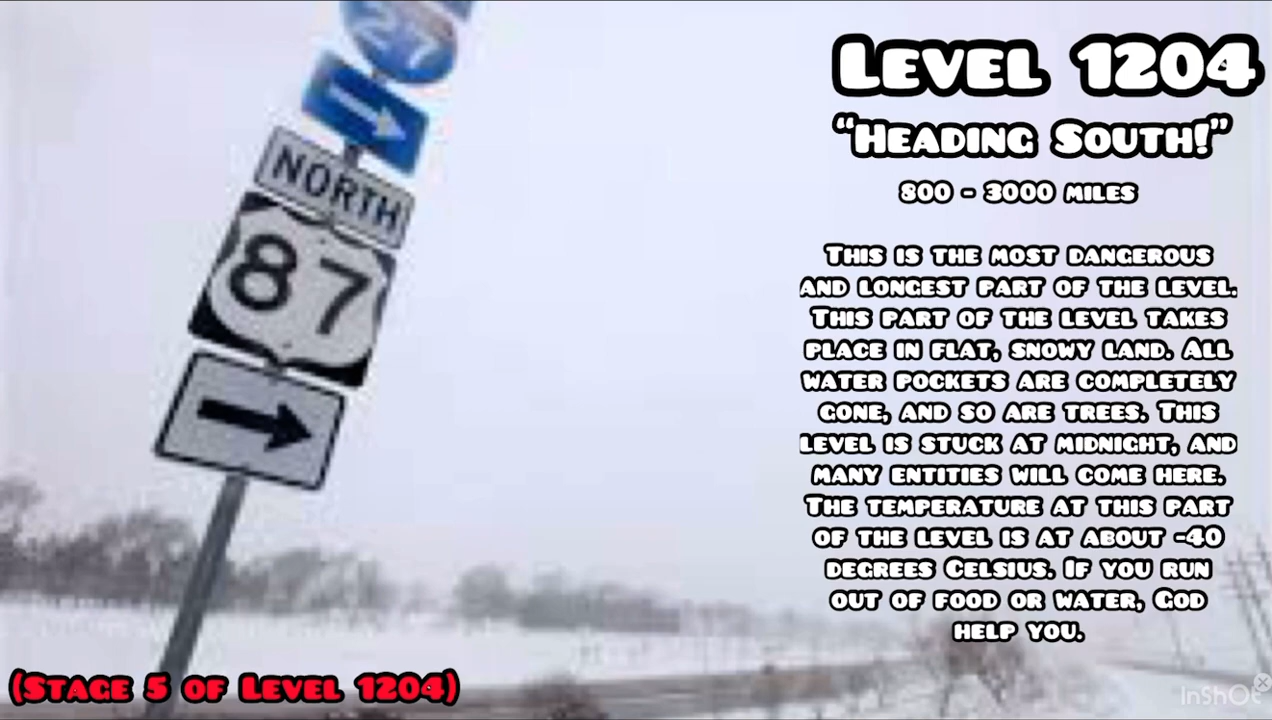 27
NORTH
87
LEVEL 1204
“HEADING SOUTH!”
800 - 3000 MILES
THIS IS THE MOST DANGEROUS
AND LONGEST PART OF THE LEVEL.
THIS PART OF THE LEVEL TAKES
PLACE IN FLAT, SNOWY LAND. ALL
WATER POCKETS ARE COMPLETELY
GONE, AND SO ARE TREES. THIS
LEVEL IS STUCK AT MIDNIGHT, AND
MANY ENTITIES WILL COME HERE.
THE TEMPERATURE AT THIS PART
OF THE LEVEL IS AT ABOUT -40
DEGREES CELSIUS. IF YOU RUN
OUT OF FOOD OR WATER, GOD
HELP YOU.
(STAGE 5 OF LEVEL 1204)
InShOt